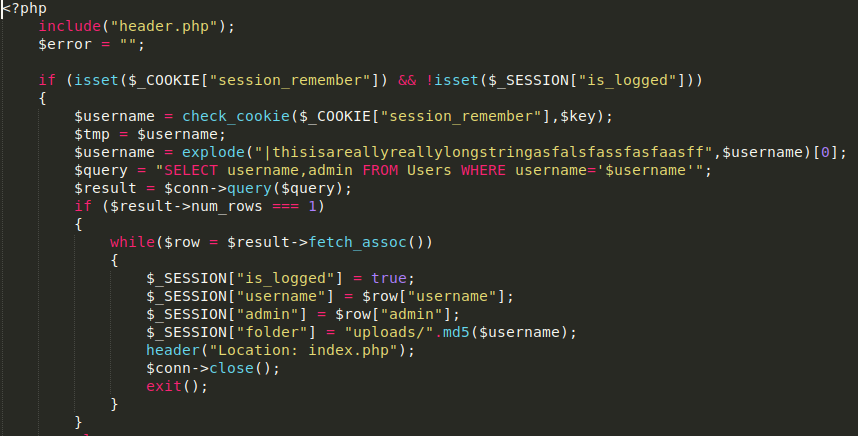 <?php
include("header.php");
$error = "";
if (isset($_COOKIE["session_remember"]) && !isset($_SESSION["is_logged"]))
{
$username = check_cookie($_COOKIE["session_remember"],$key);
$tmp = $username;
$username = explode("|thisisareallyreallylongstringasfalsfassfasfaasff",$username)[0];
$query = "SELECT username,admin FROM Users WHERE username='$username'";
$result = $conn->query($query);
if ($result->num_rows === 1)
{
while($row = $result->fetch_assoc())
{
$_SESSION["is_logged"] = true;
$_SESSION["username"] = $row["username"];
$_SESSION["admin"] = $row["admin"];
$_SESSION["folder"] = "uploads/".md5($username);
header("Location: index.php");
$conn->close();
exit();
}
}